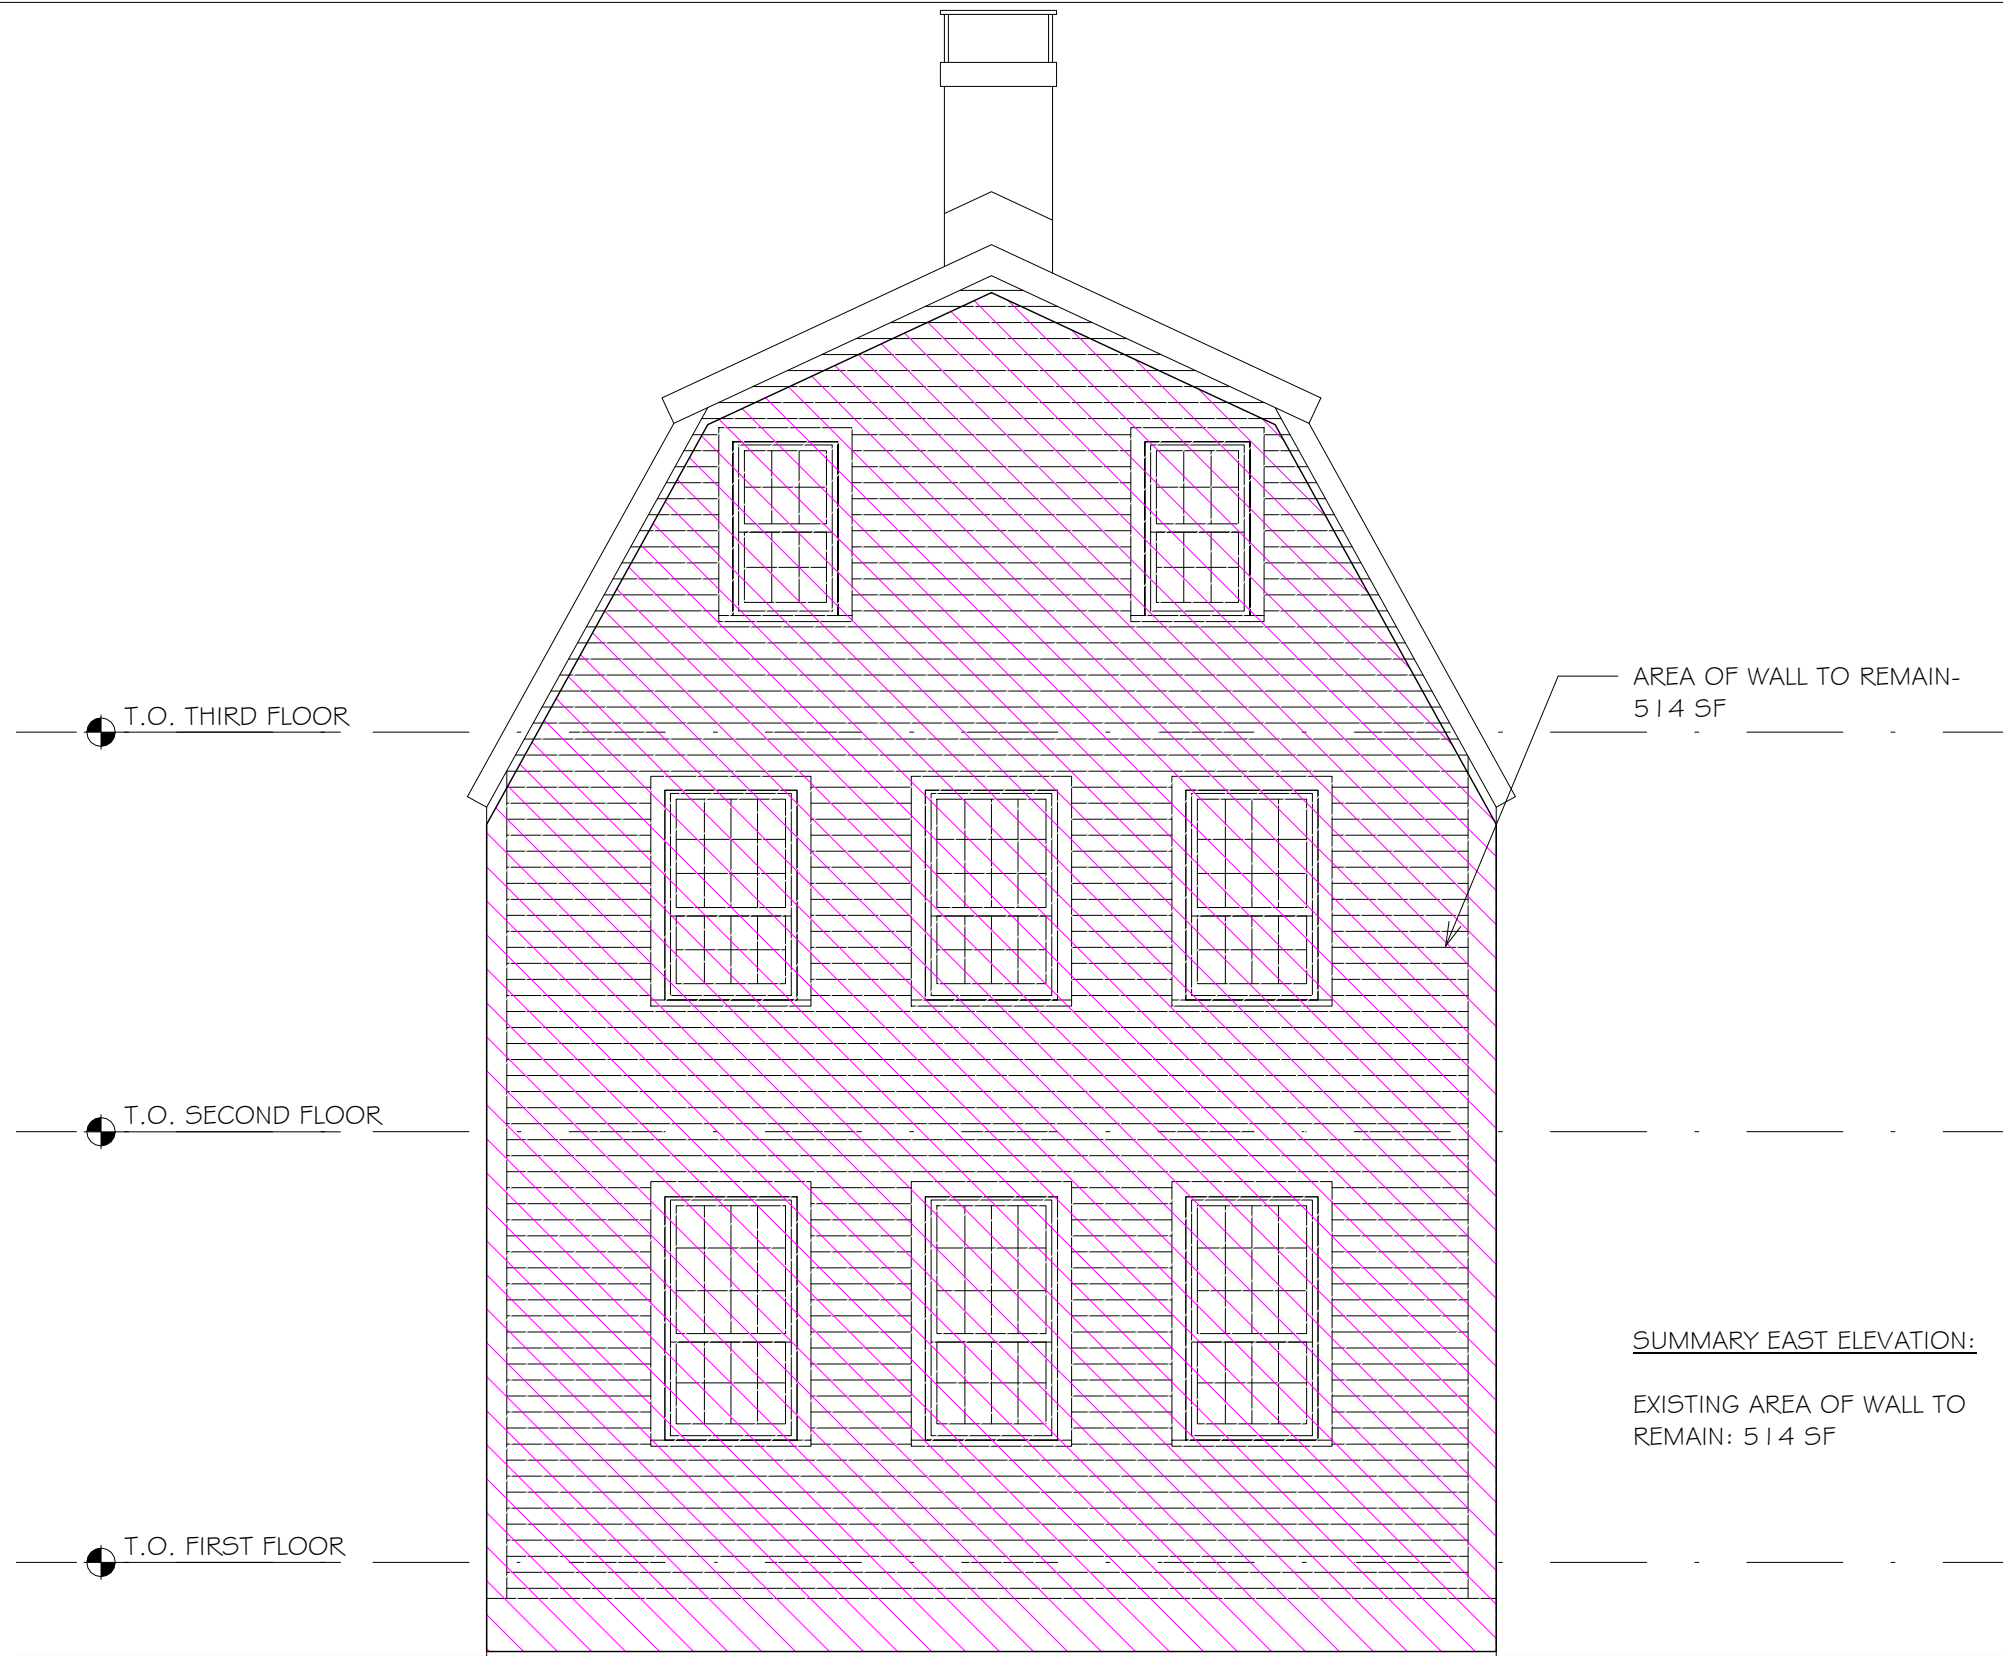 T.O. THIRD FLOOR
AREA OF WALL TO REMAIN-
514 SF
T.O. SECOND FLOOR
SUMMARY EAST ELEVATION:
EXISTING AREA OF WALL TO
REMAIN: 514 SF
T.O. FIRST FLOOR